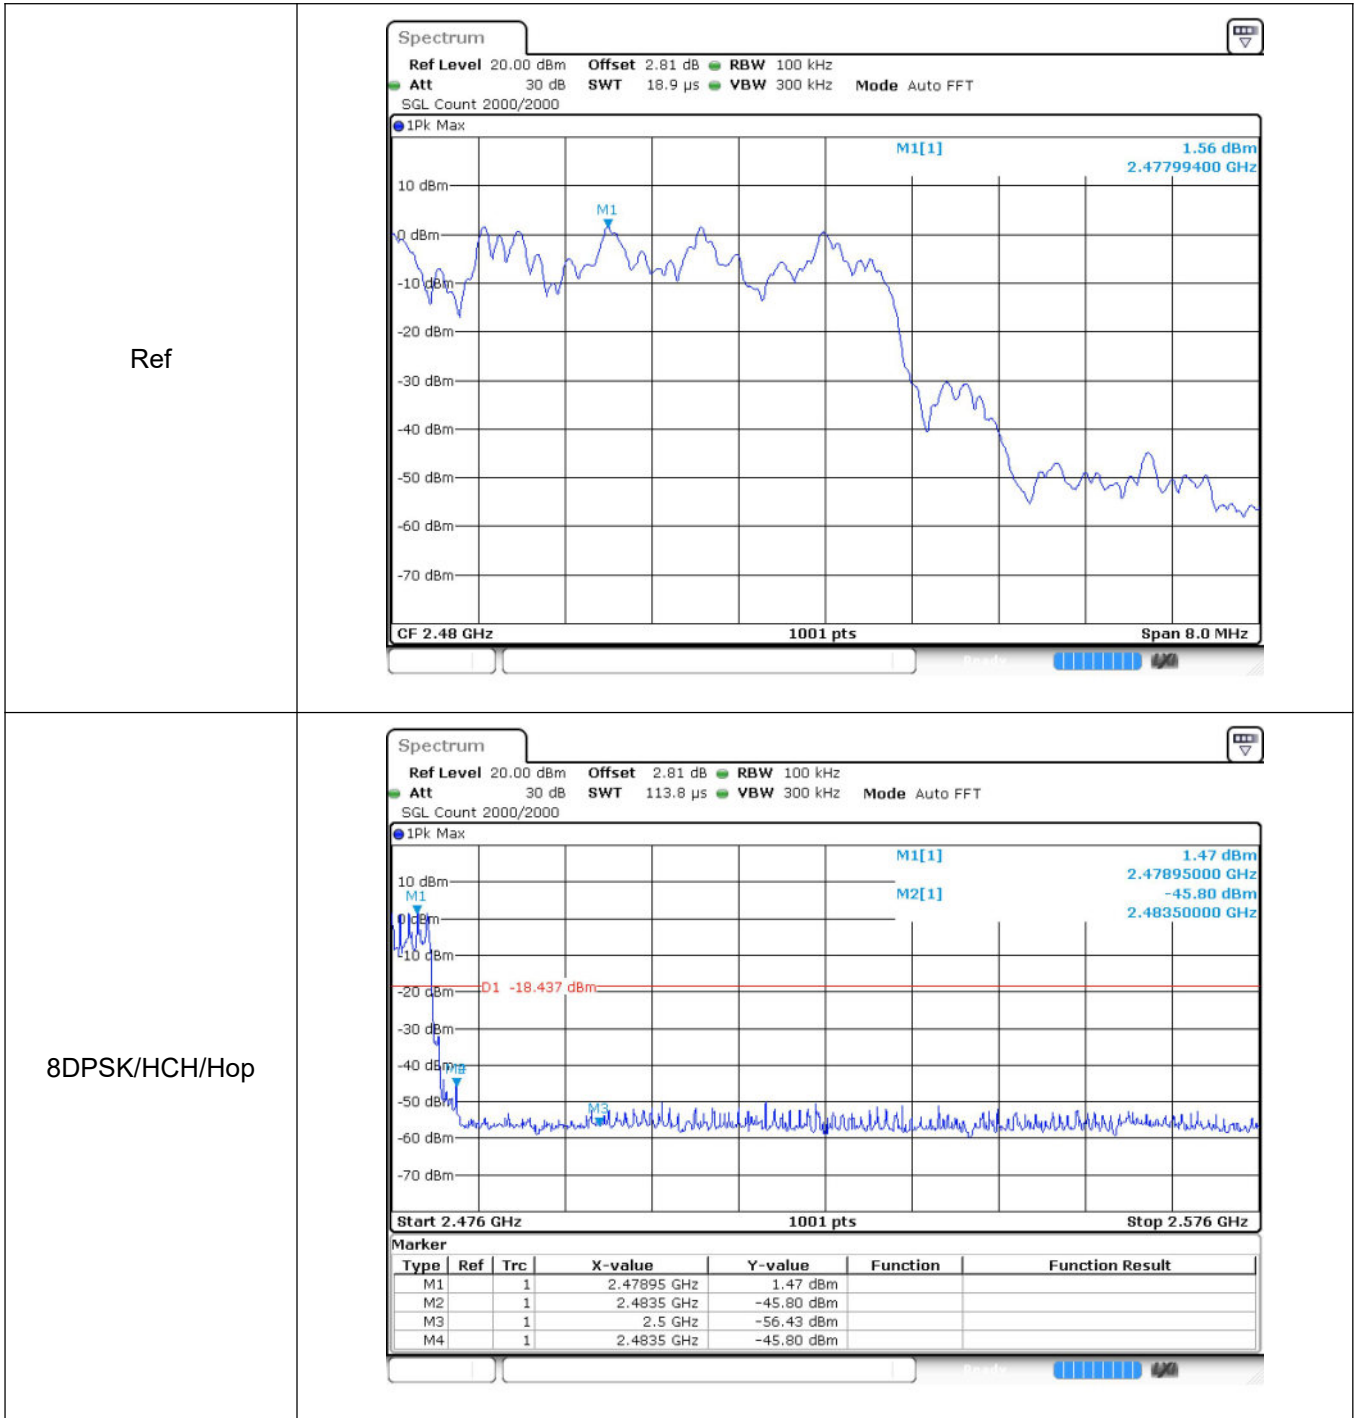 Ref
Spectrum
Ref Level 20.00 dBm Offset 2.81 dB RBW 100 kHz
Att 30 dB SWT 18.9 µs VBW 300 kHz Mode Auto FFT
SGL Count 2000/2000
1Pk Max
M1[1] 1.56 dBm
2.47799400 GHz
10 dBm
M1
0 dBm
-10 dBm
-20 dBm
-30 dBm
-40 dBm
-50 dBm
-60 dBm
-70 dBm
CF 2.48 GHz 1001 pts Span 8.0 MHz
Ready
8DPSK/HCH/Hop
Spectrum
Ref Level 20.00 dBm Offset 2.81 dB RBW 100 kHz
Att 30 dB SWT 113.8 µs VBW 300 kHz Mode Auto FFT
SGL Count 2000/2000
1Pk Max
M1[1] 1.47 dBm
2.47895000 GHz
M2[1] -45.80 dBm
2.48350000 GHz
10 dBm
M1
0 dBm
-10 dBm
-20 dBm
D1 -18.437 dBm
-30 dBm
-40 dBm
-50 dBm
M3
-60 dBm
-70 dBm
Start 2.476 GHz 1001 pts Stop 2.576 GHz
Marker
Type Ref Trc X-value Y-value Function Function Result
M1 1 2.47895 GHz 1.47 dBm
M2 1 2.4835 GHz -45.80 dBm
M3 1 2.5 GHz -56.43 dBm
M4 1 2.4835 GHz -45.80 dBm
Ready